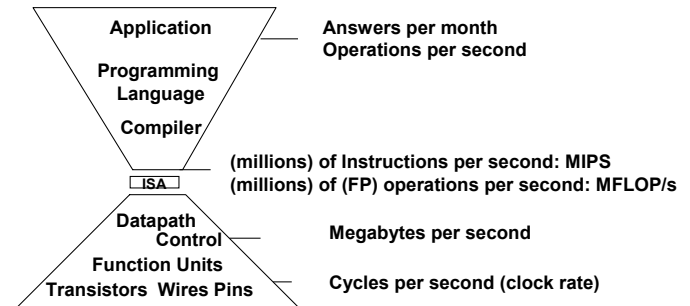 Application
Answers per month
Operations per second
Programming
Language
Compiler
(millions) of Instructions per second: MIPS
ISA
(millions) of (FP) operations per second: MFLOP/s
Datapath
Control
Megabytes per second
Function Units
Transistors Wires Pins
Cycles per second (clock rate)